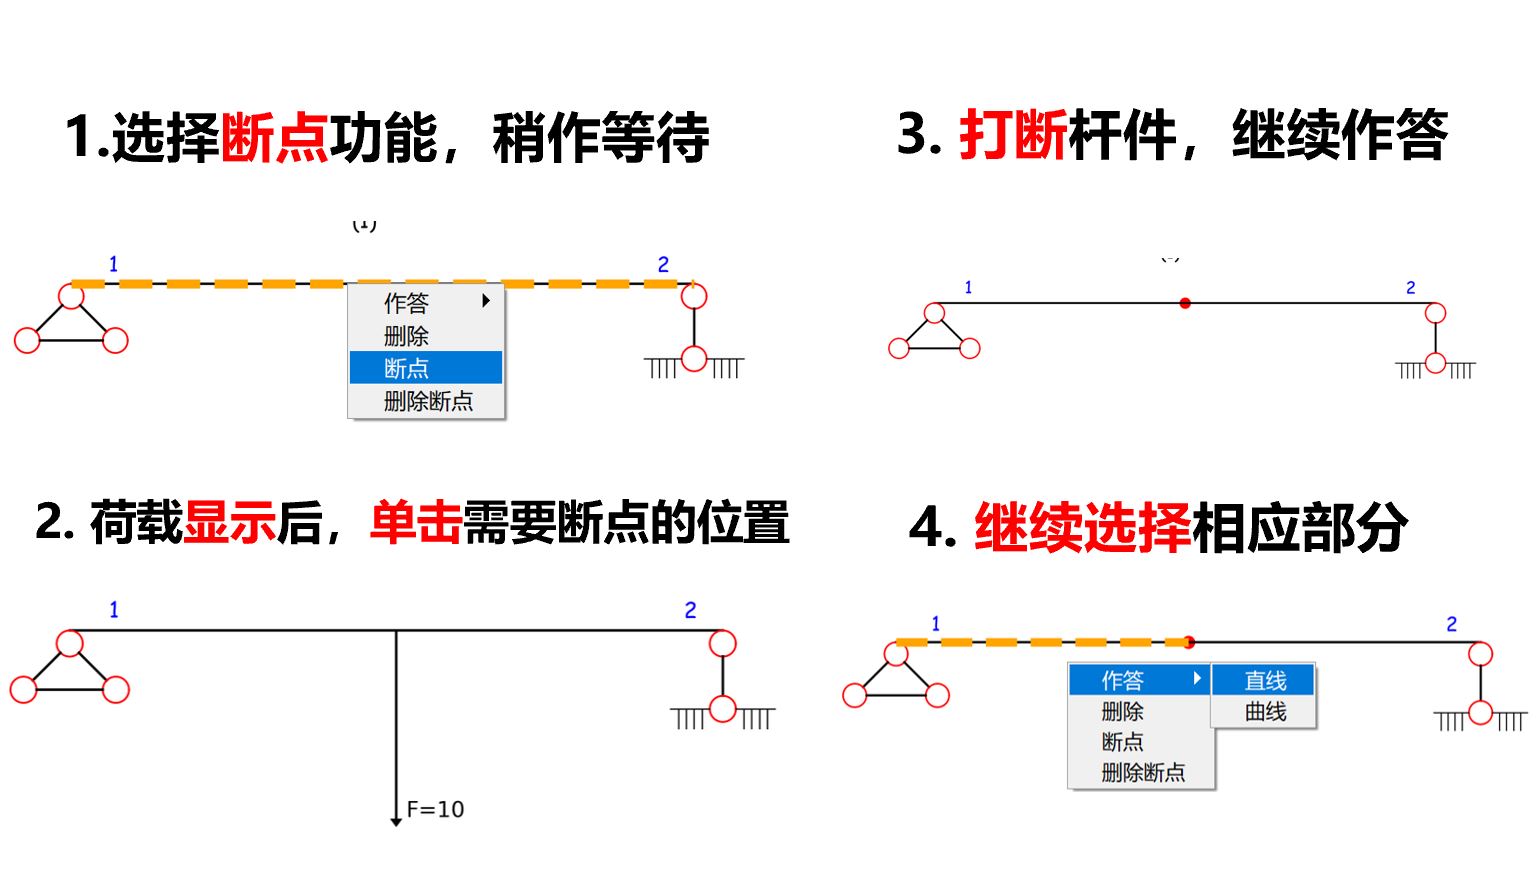 1.选择断点功能，稍作等待
(1)
1
2
作答
删除
断点
删除断点
2. 荷载显示后，单击需要断点的位置
1
2
F=10
3. 打断杆件，继续作答
1
2
4. 继续选择相应部分
1
2
作答
直线
删除
曲线
断点
删除断点